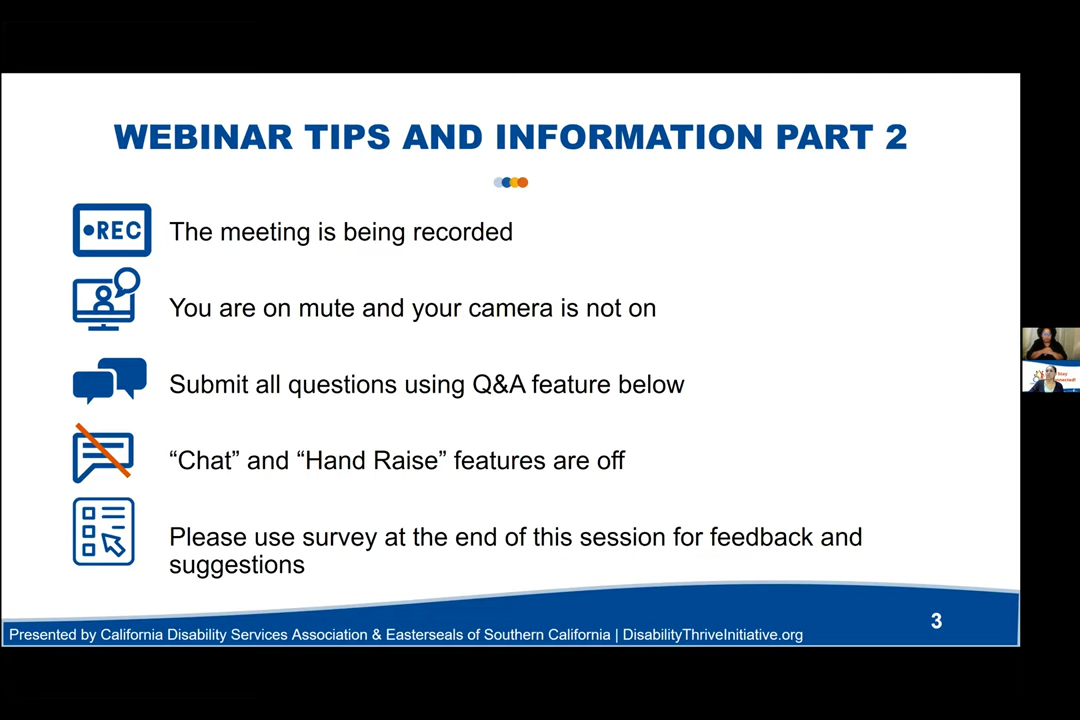 WEBINAR TIPS AND INFORMATION PART 2
•REC
The meeting is being recorded
You are on mute and your camera is not on
Submit all questions using Q&A feature below
“Chat” and “Hand Raise” features are off
Please use survey at the end of this session for feedback and
suggestions
Presented by California Disability Services Association & Easterseals of Southern California | DisabilityThriveInitiative.org
3